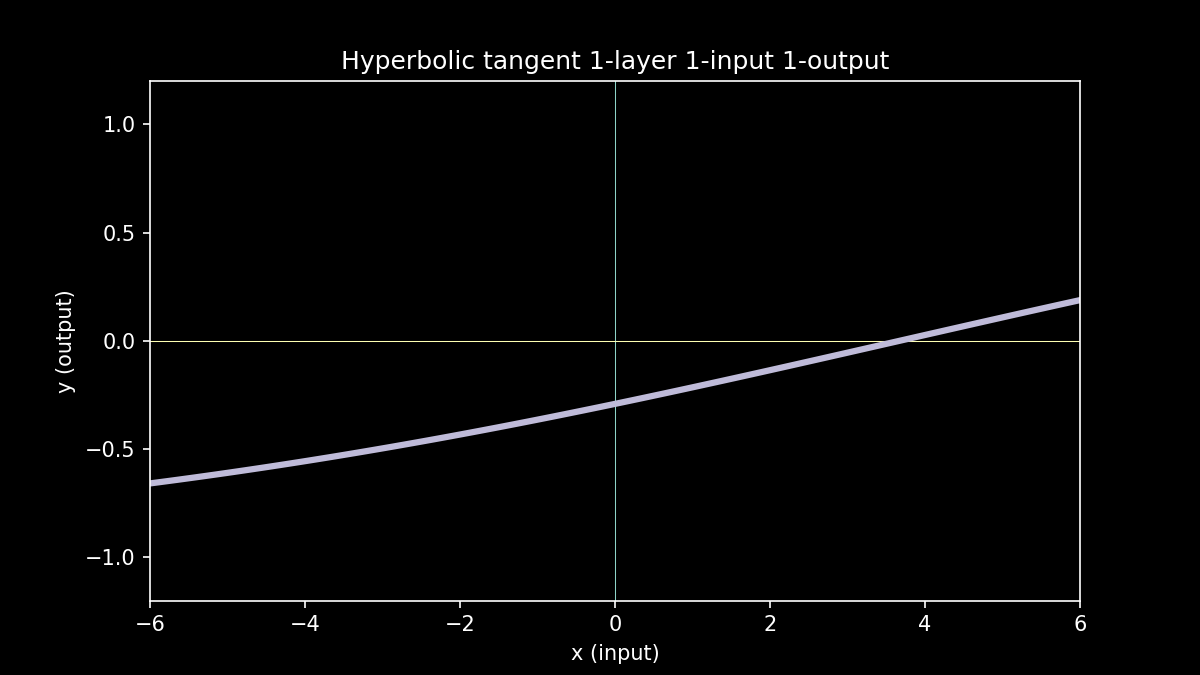 Hyperbolic tangent 1-layer 1-input 1-output
1.0
0.5
0.0
−0.5
−1.0
y (output)
−6 −4 −2 0 2 4 6
x (input)